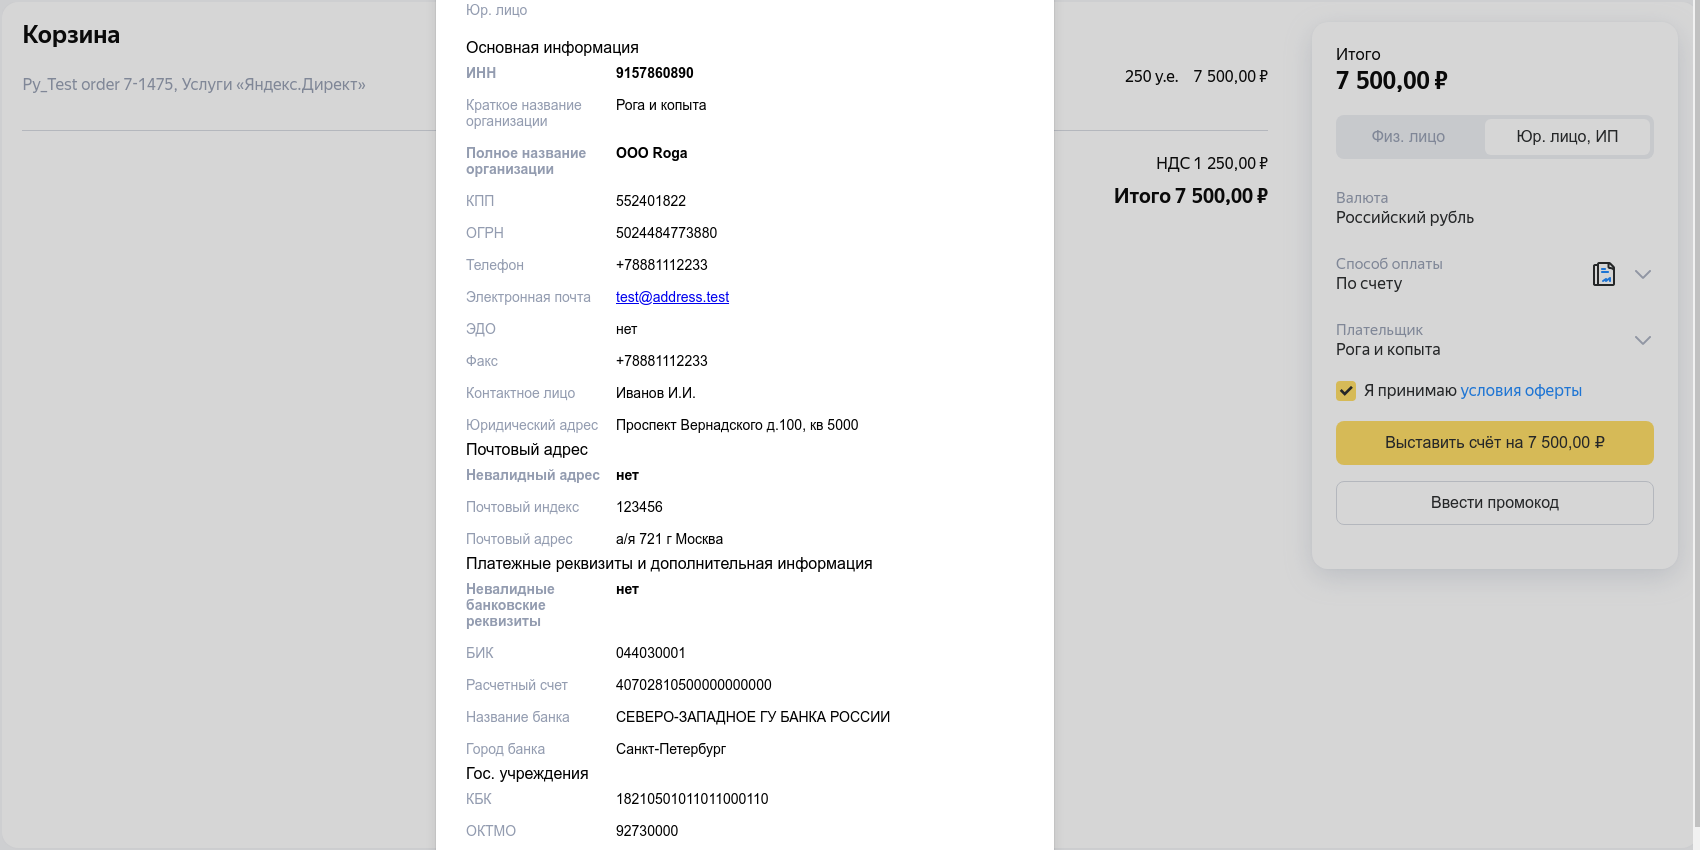 Корзина
Py_Test order 7-1475, Услуги «Яндекс.Директ»
Юр. лицо
Основная информация
ИНН 9157860890
Краткое название
организации
Рога и копыта
Полное название
организации
ООО Roga
КПП 552401822
ОГРН 5024484773880
Телефон +78881112233
Электронная почта test@address.test
ЭДО нет
Факс +78881112233
Контактное лицо Иванов И.И.
Юридический адрес Проспект Вернадского д.100, кв 5000
Почтовый адрес
Невалидный адрес нет
Почтовый индекс 123456
Почтовый адрес а/я 721 г Москва
Платежные реквизиты и дополнительная информация
Невалидные
банковские
реквизиты
нет
БИК 044030001
Расчетный счет 40702810500000000000
Название банка СЕВЕРО-ЗАПАДНОЕ ГУ БАНКА РОССИИ
Город банка Санкт-Петербург
Гос. учреждения
КБК 18210501011011000110
ОКТМО 92730000
250 у.е. 7 500,00 ₽
НДС 1 250,00 ₽
Итого 7 500,00 ₽
Итого
7 500,00 ₽
Физ. лицо Юр. лицо, ИП
Валюта
Российский рубль
Способ оплаты
По счету
Плательщик
Рога и копыта
Я принимаю условия оферты
Выставить счёт на 7 500,00 ₽
Ввести промокод